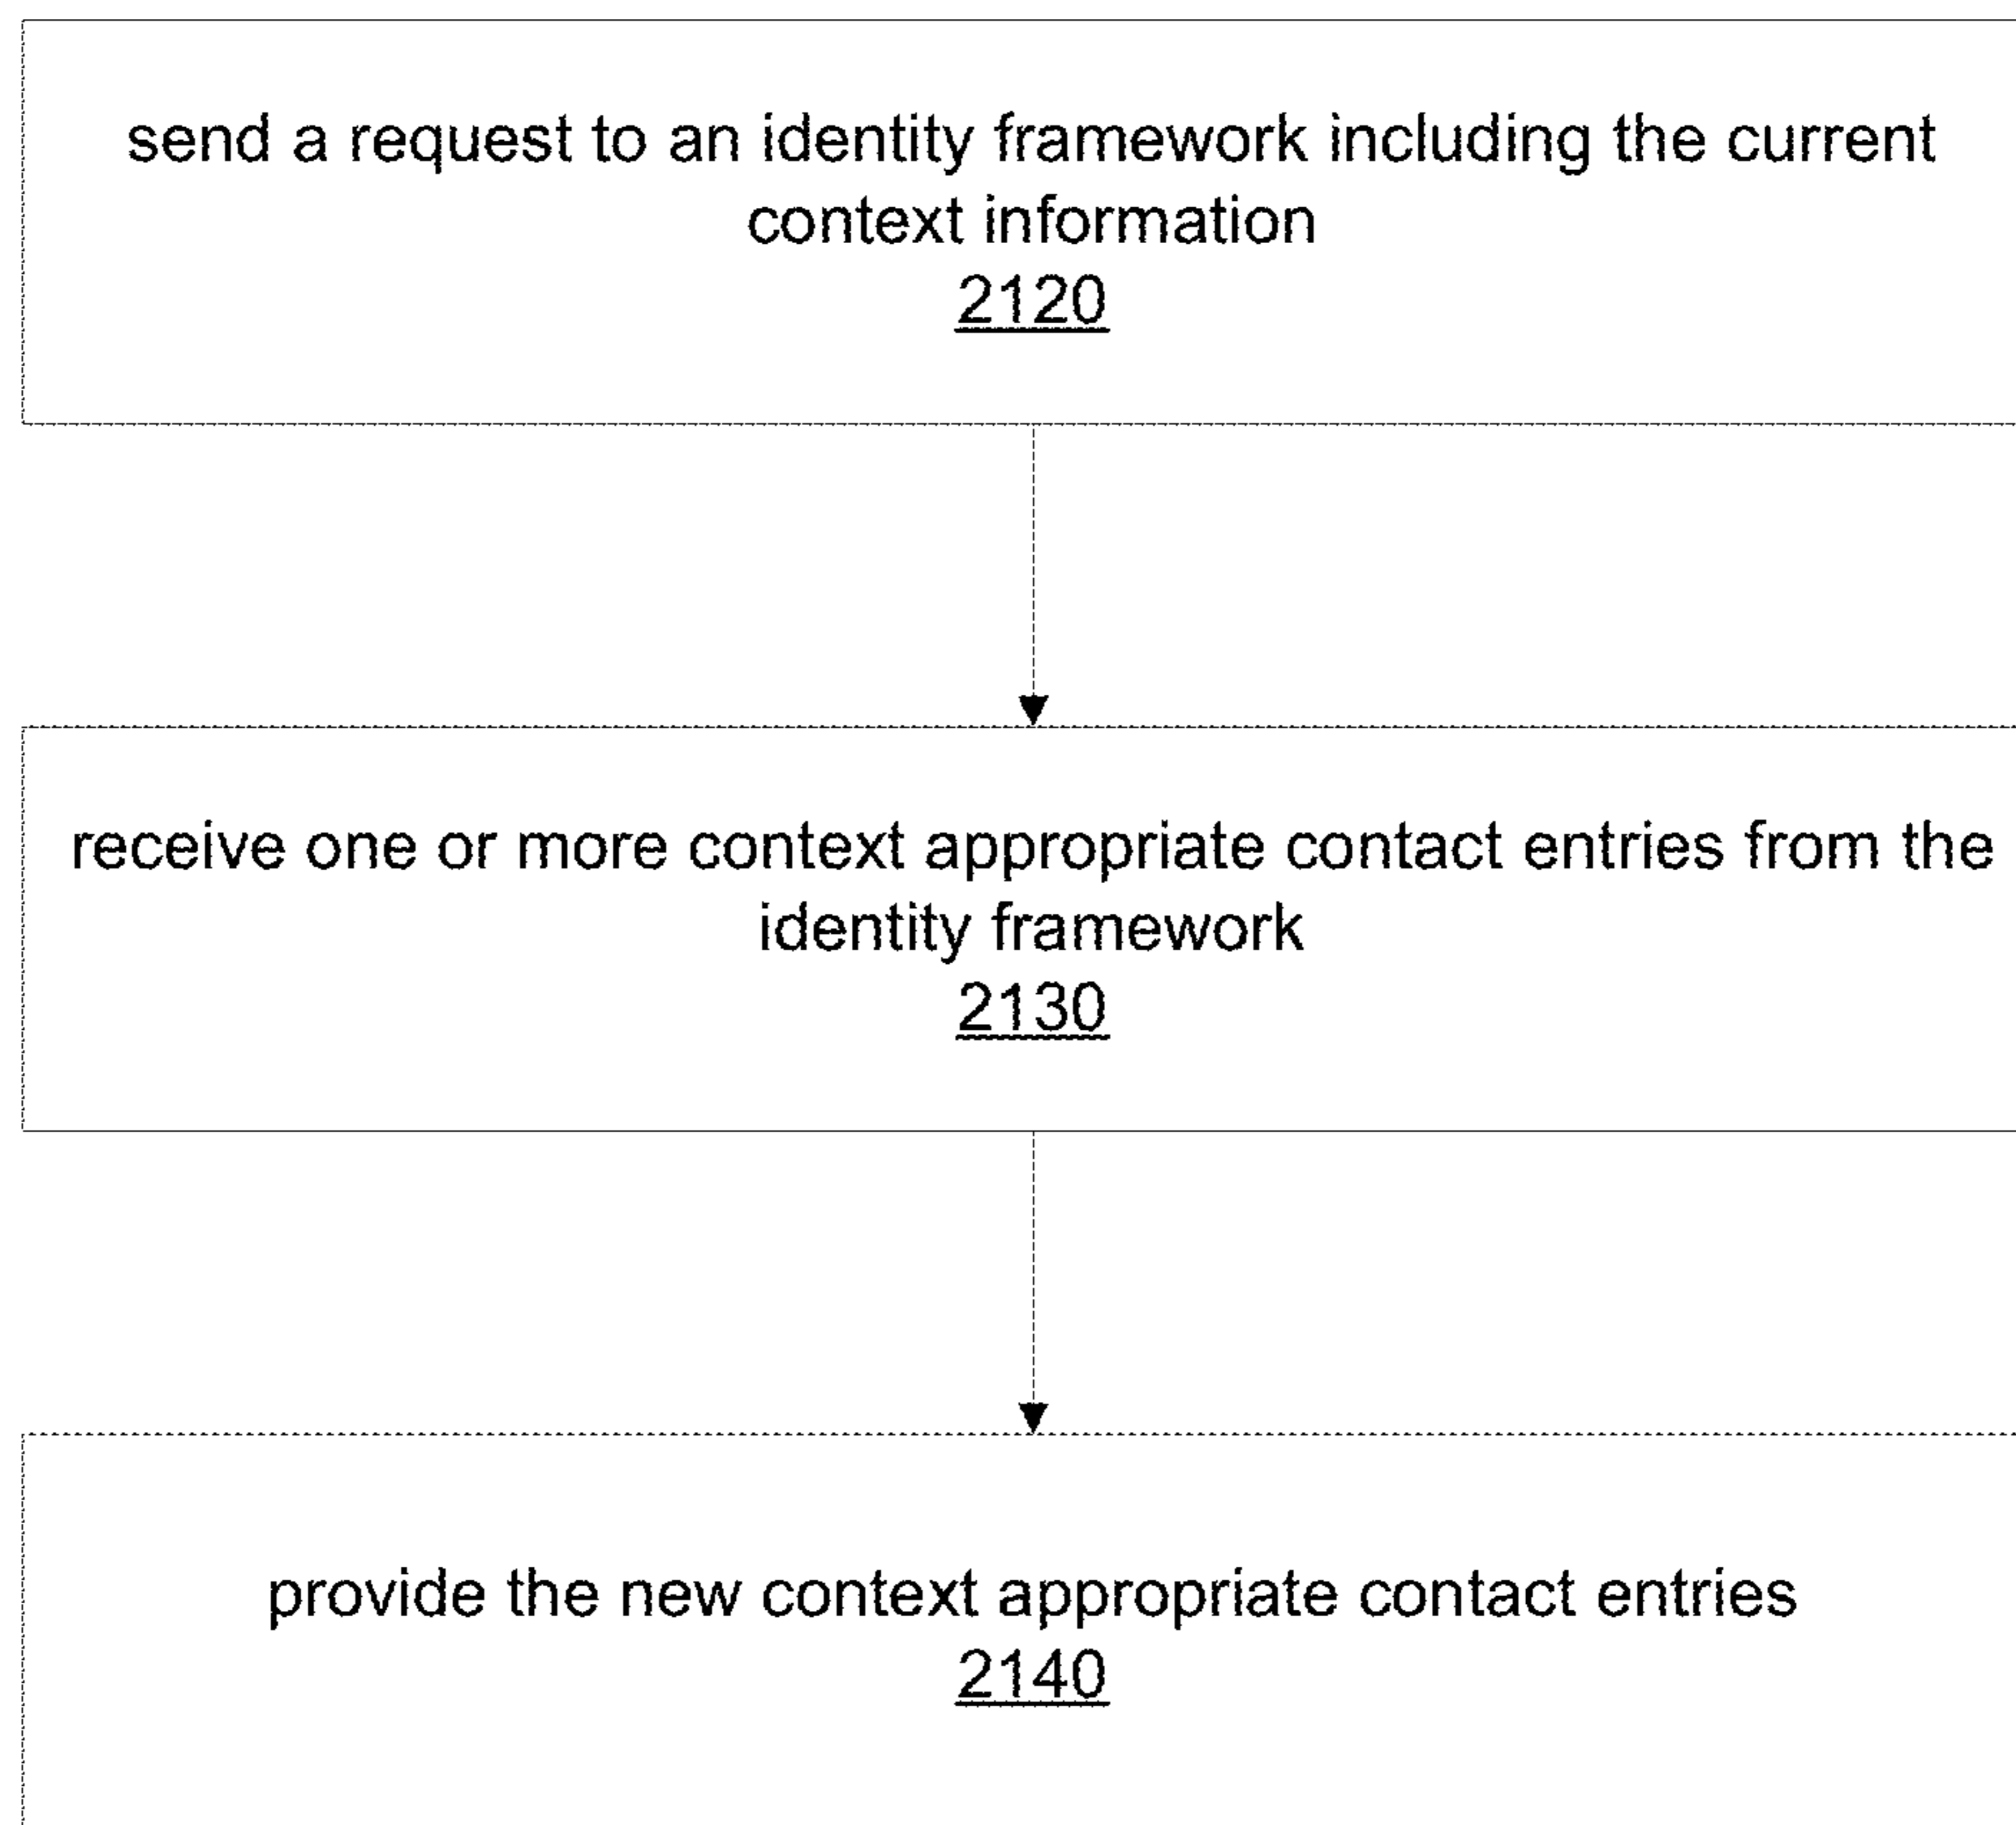 send a request to an identity framework including the current
context information
2120
receive one or more context appropriate contact entries from the
identity framework
2130
provide the new context appropriate contact entries
2140